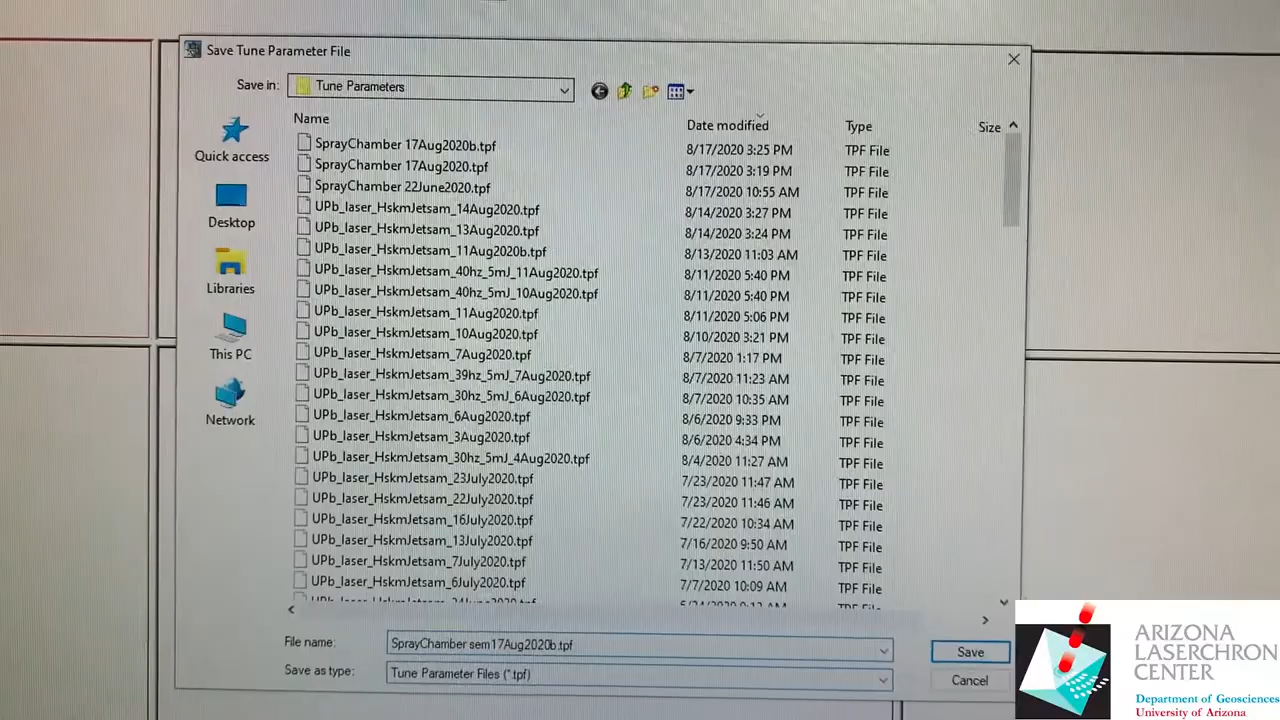 Save Tune Parameter File
Save in: Tune Parameters
Name Date modified Type Size
SprayChamber 17Aug2020b.tpf 8/17/2020 3:25 PM TPF File
SprayChamber 17Aug2020.tpf 8/17/2020 3:19 PM TPF File
SprayChamber 22June2020.tpf 8/17/2020 10:55 AM TPF File
UPb_laser_HskmJetsam_14Aug2020.tpf 8/14/2020 3:27 PM TPF File
UPb_laser_HskmJetsam_13Aug2020.tpf 8/14/2020 3:24 PM TPF File
UPb_laser_HskmJetsam_11Aug2020b.tpf 8/13/2020 11:03 AM TPF File
UPb_laser_HskmJetsam_40hz_5mJ_11Aug2020.tpf 8/11/2020 5:40 PM TPF File
UPb_laser_HskmJetsam_40hz_5mJ_10Aug2020.tpf 8/11/2020 5:40 PM TPF File
UPb_laser_HskmJetsam_11Aug2020.tpf 8/11/2020 5:06 PM TPF File
UPb_laser_HskmJetsam_10Aug2020.tpf 8/10/2020 3:21 PM TPF File
UPb_laser_HskmJetsam_7Aug2020.tpf 8/7/2020 1:17 PM TPF File
UPb_laser_HskmJetsam_39hz_5mJ_7Aug2020.tpf 8/7/2020 11:23 AM TPF File
UPb_laser_HskmJetsam_30hz_5mJ_6Aug2020.tpf 8/7/2020 10:35 AM TPF File
UPb_laser_HskmJetsam_6Aug2020.tpf 8/6/2020 9:33 PM TPF File
UPb_laser_HskmJetsam_3Aug2020.tpf 8/6/2020 4:34 PM TPF File
UPb_laser_HskmJetsam_30hz_5mJ_4Aug2020.tpf 8/4/2020 11:27 AM TPF File
UPb_laser_HskmJetsam_23July2020.tpf 7/23/2020 11:47 AM TPF File
UPb_laser_HskmJetsam_22July2020.tpf 7/23/2020 11:46 AM TPF File
UPb_laser_HskmJetsam_16July2020.tpf 7/22/2020 10:34 AM TPF File
UPb_laser_HskmJetsam_13July2020.tpf 7/16/2020 9:50 AM TPF File
UPb_laser_HskmJetsam_7July2020.tpf 7/13/2020 11:50 AM TPF File
UPb_laser_HskmJetsam_6July2020.tpf 7/7/2020 10:09 AM TPF File
Quick access
Desktop
Libraries
This PC
Network
File name: SprayChamber sem17Aug2020b.tpf Save
Save as type: Tune Parameter Files (*.tpf) Cancel
ARIZONA
LASERCHRON
CENTER
Department of Geosciences
University of Arizona